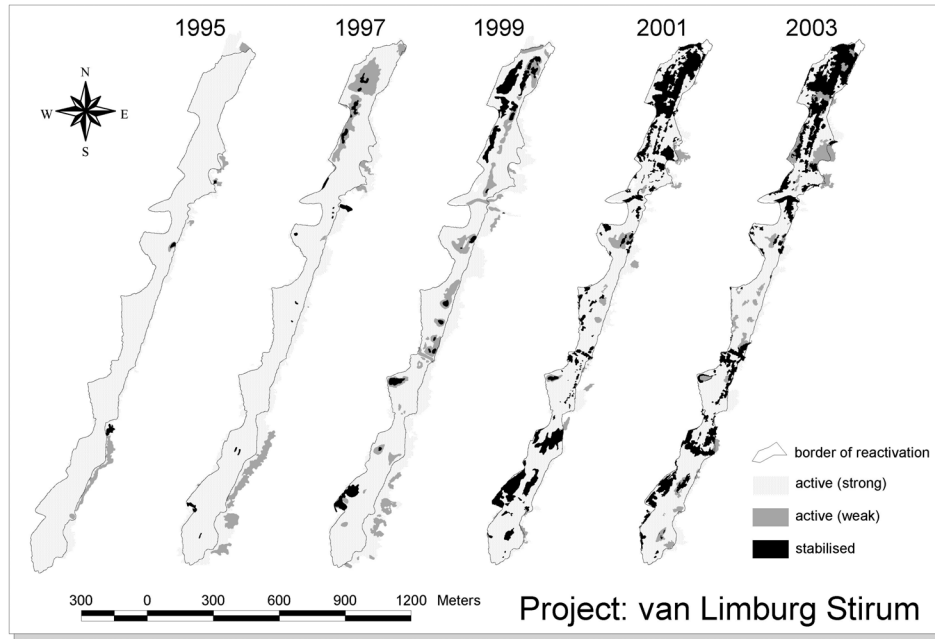 1995 1997 1999 2001 2003
N
W E
S
border of reactivation
active (strong)
active (weak)
stabilised
300 0 300 600 900 1200 Meters
Project: van Limburg Stirum